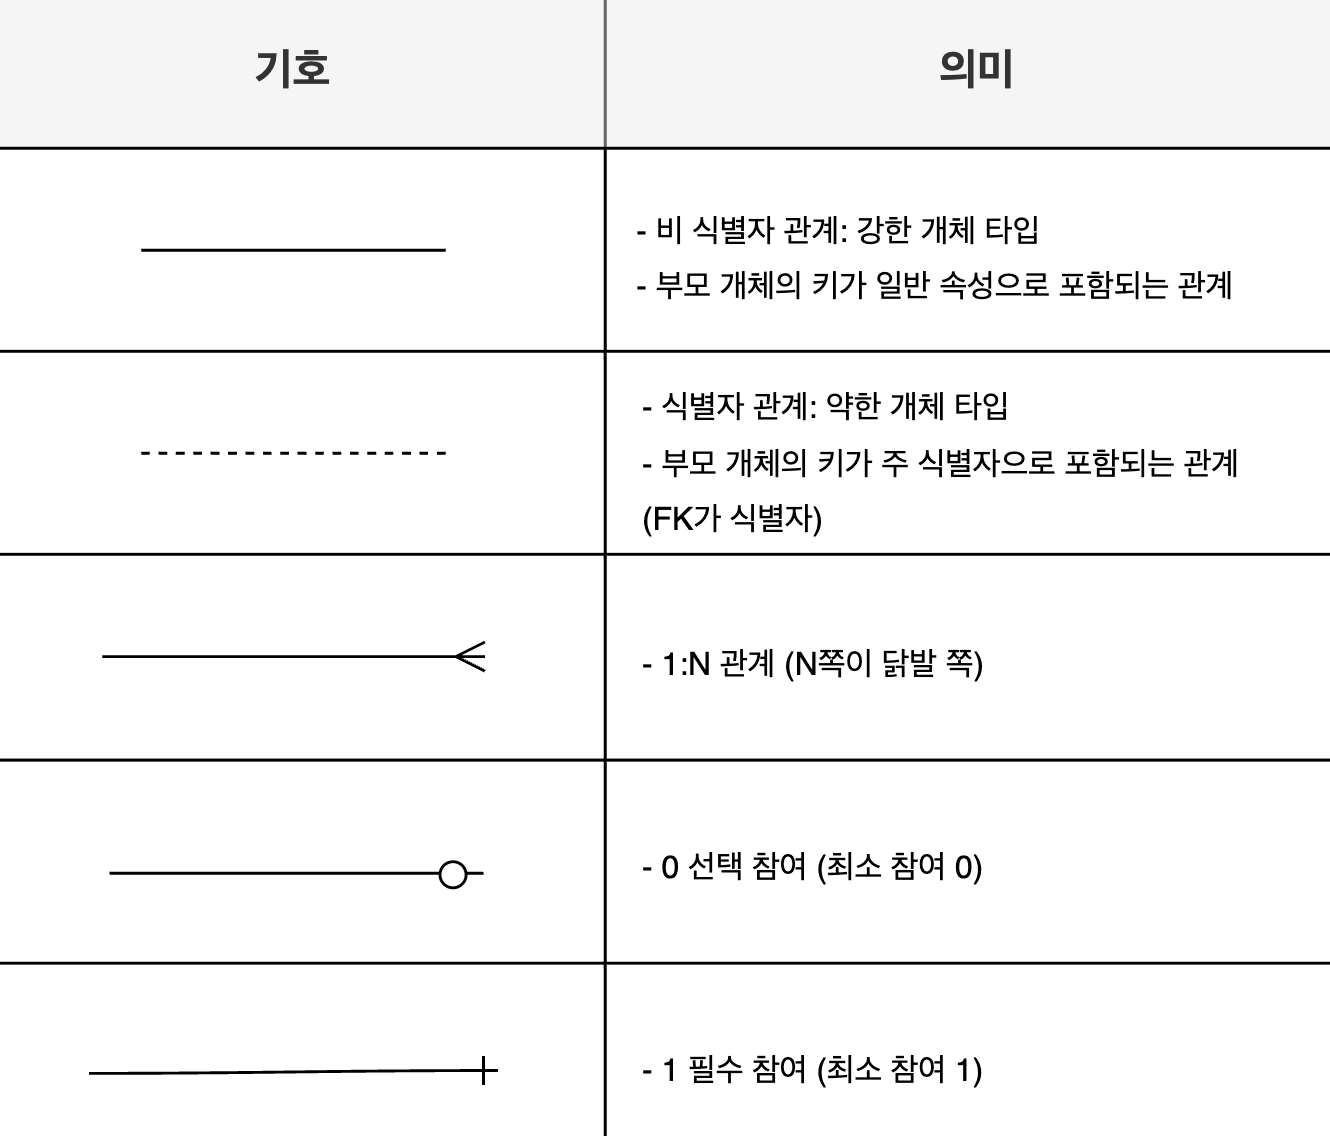 기호
의미
- 비 식별자 관계: 강한 개체 타입
- 부모 개체의 키가 일반 속성으로 포함되는 관계
- 식별자 관계: 약한 개체 타입
- 부모 개체의 키가 주 식별자으로 포함되는 관계
(FK가 식별자)
- 1:N 관계 (N쪽이 닭발 쪽)
- 0 선택 참여 (최소 참여 0)
- 1 필수 참여 (최소 참여 1)